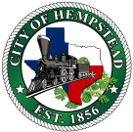 CITY OF HEMPSTEAD
EST. 1856